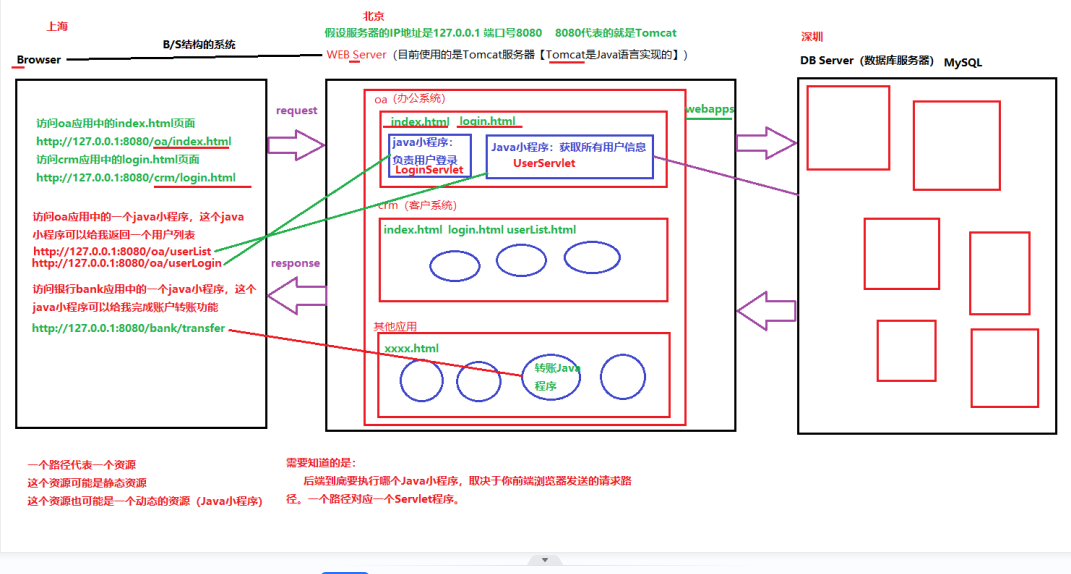 上海
北京
假设服务器的IP地址是127.0.0.1 端口号8080 8080代表的就是Tomcat
深圳
B/S结构的系统
Browser
WEB Server（目前使用的是Tomcat服务器【Tomcat是Java语言实现的】）
DB Server（数据库服务器） MySQL
访问oa应用中的index.html页面
http://127.0.0.1:8080/oa/index.html
访问crm应用中的login.html页面
http://127.0.0.1:8080/crm/login.html
访问oa应用中的一个java小程序，这个java
小程序可以给我返回一个用户列表
http://127.0.0.1:8080/oa/userList
http://127.0.0.1:8080/oa/userLogin
访问银行bank应用中的一个java小程序，这个
java小程序可以给我完成账户转账功能
http://127.0.0.1:8080/bank/transfer
request
response
oa（办公系统）
webapps
index.html login.html
java小程序：
负责用户登录
LoginServlet
Java小程序：获取所有用户信息
UserServlet
crm（客户系统）
index.html login.html userList.html
其他应用
xxxx.html
转账Java
程序
一个路径代表一个资源
这个资源可能是静态资源
这个资源也可能是一个动态的资源（Java小程序）
需要知道的是：
后端到底要执行哪个Java小程序，取决于你前端浏览器发送的请求路
径。一个路径对应一个Servlet程序。